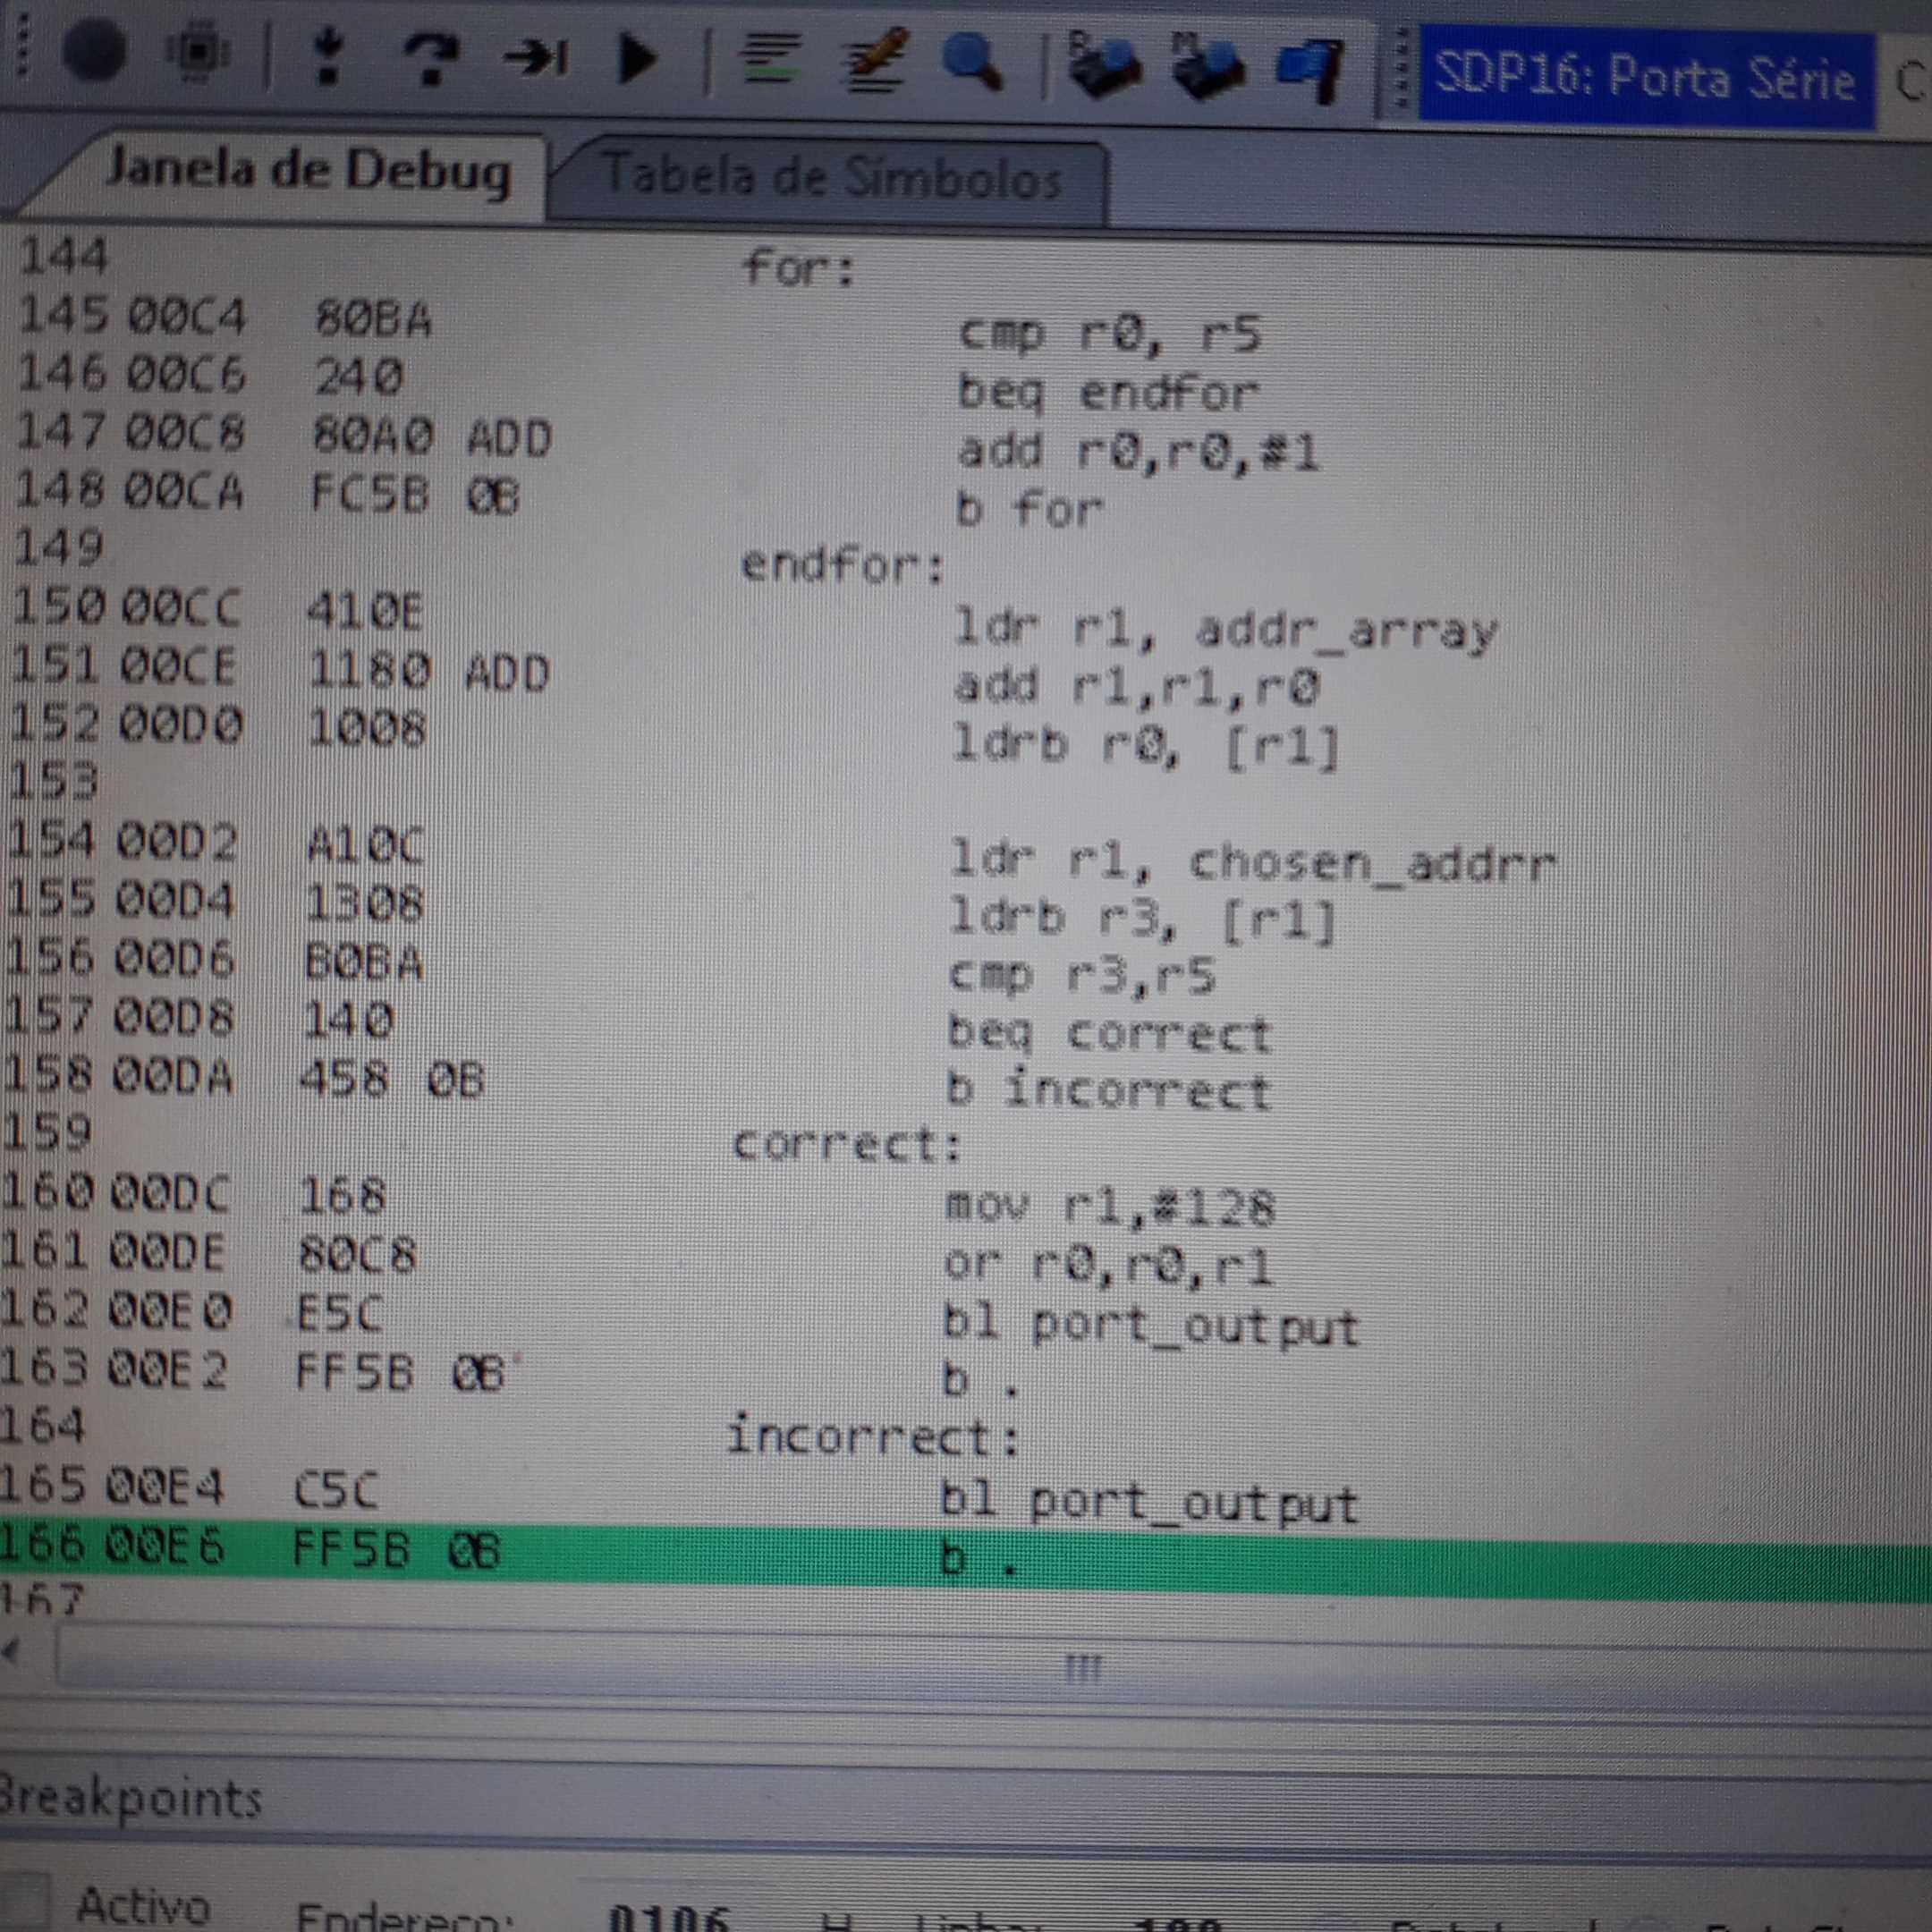 SDP16: Porta Série C
Janela de Debug Tabela de Símbolos
144 for:
145 00C4 80BA cmp r0, r5
146 00C6 240 beq endfor
147 00C8 80A0 ADD add r0,r0,#1
148 00CA FC5B 0B b for
149 endfor:
150 00CC 410E ldr r1, addr_array
151 00CE 1180 ADD add r1,r1,r0
152 00D0 1008 ldrb r0, [r1]
153
154 00D2 A10C ldr r1, chosen_addrr
155 00D4 1308 ldrb r3, [r1]
156 00D6 B0BA cmp r3,r5
157 00D8 140 beq correct
158 00DA 458 0B b incorrect
159 correct:
160 00DC 168 mov r1,#128
161 00DE 80C8 or r0,r0,r1
162 00E0 E5C bl port_output
163 00E2 FF5B 0B b .
164 incorrect:
165 00E4 C5C bl port_output
166 00E6 FF5B 0B b .
167
Breakpoints
Activo Endereço: 0106 H